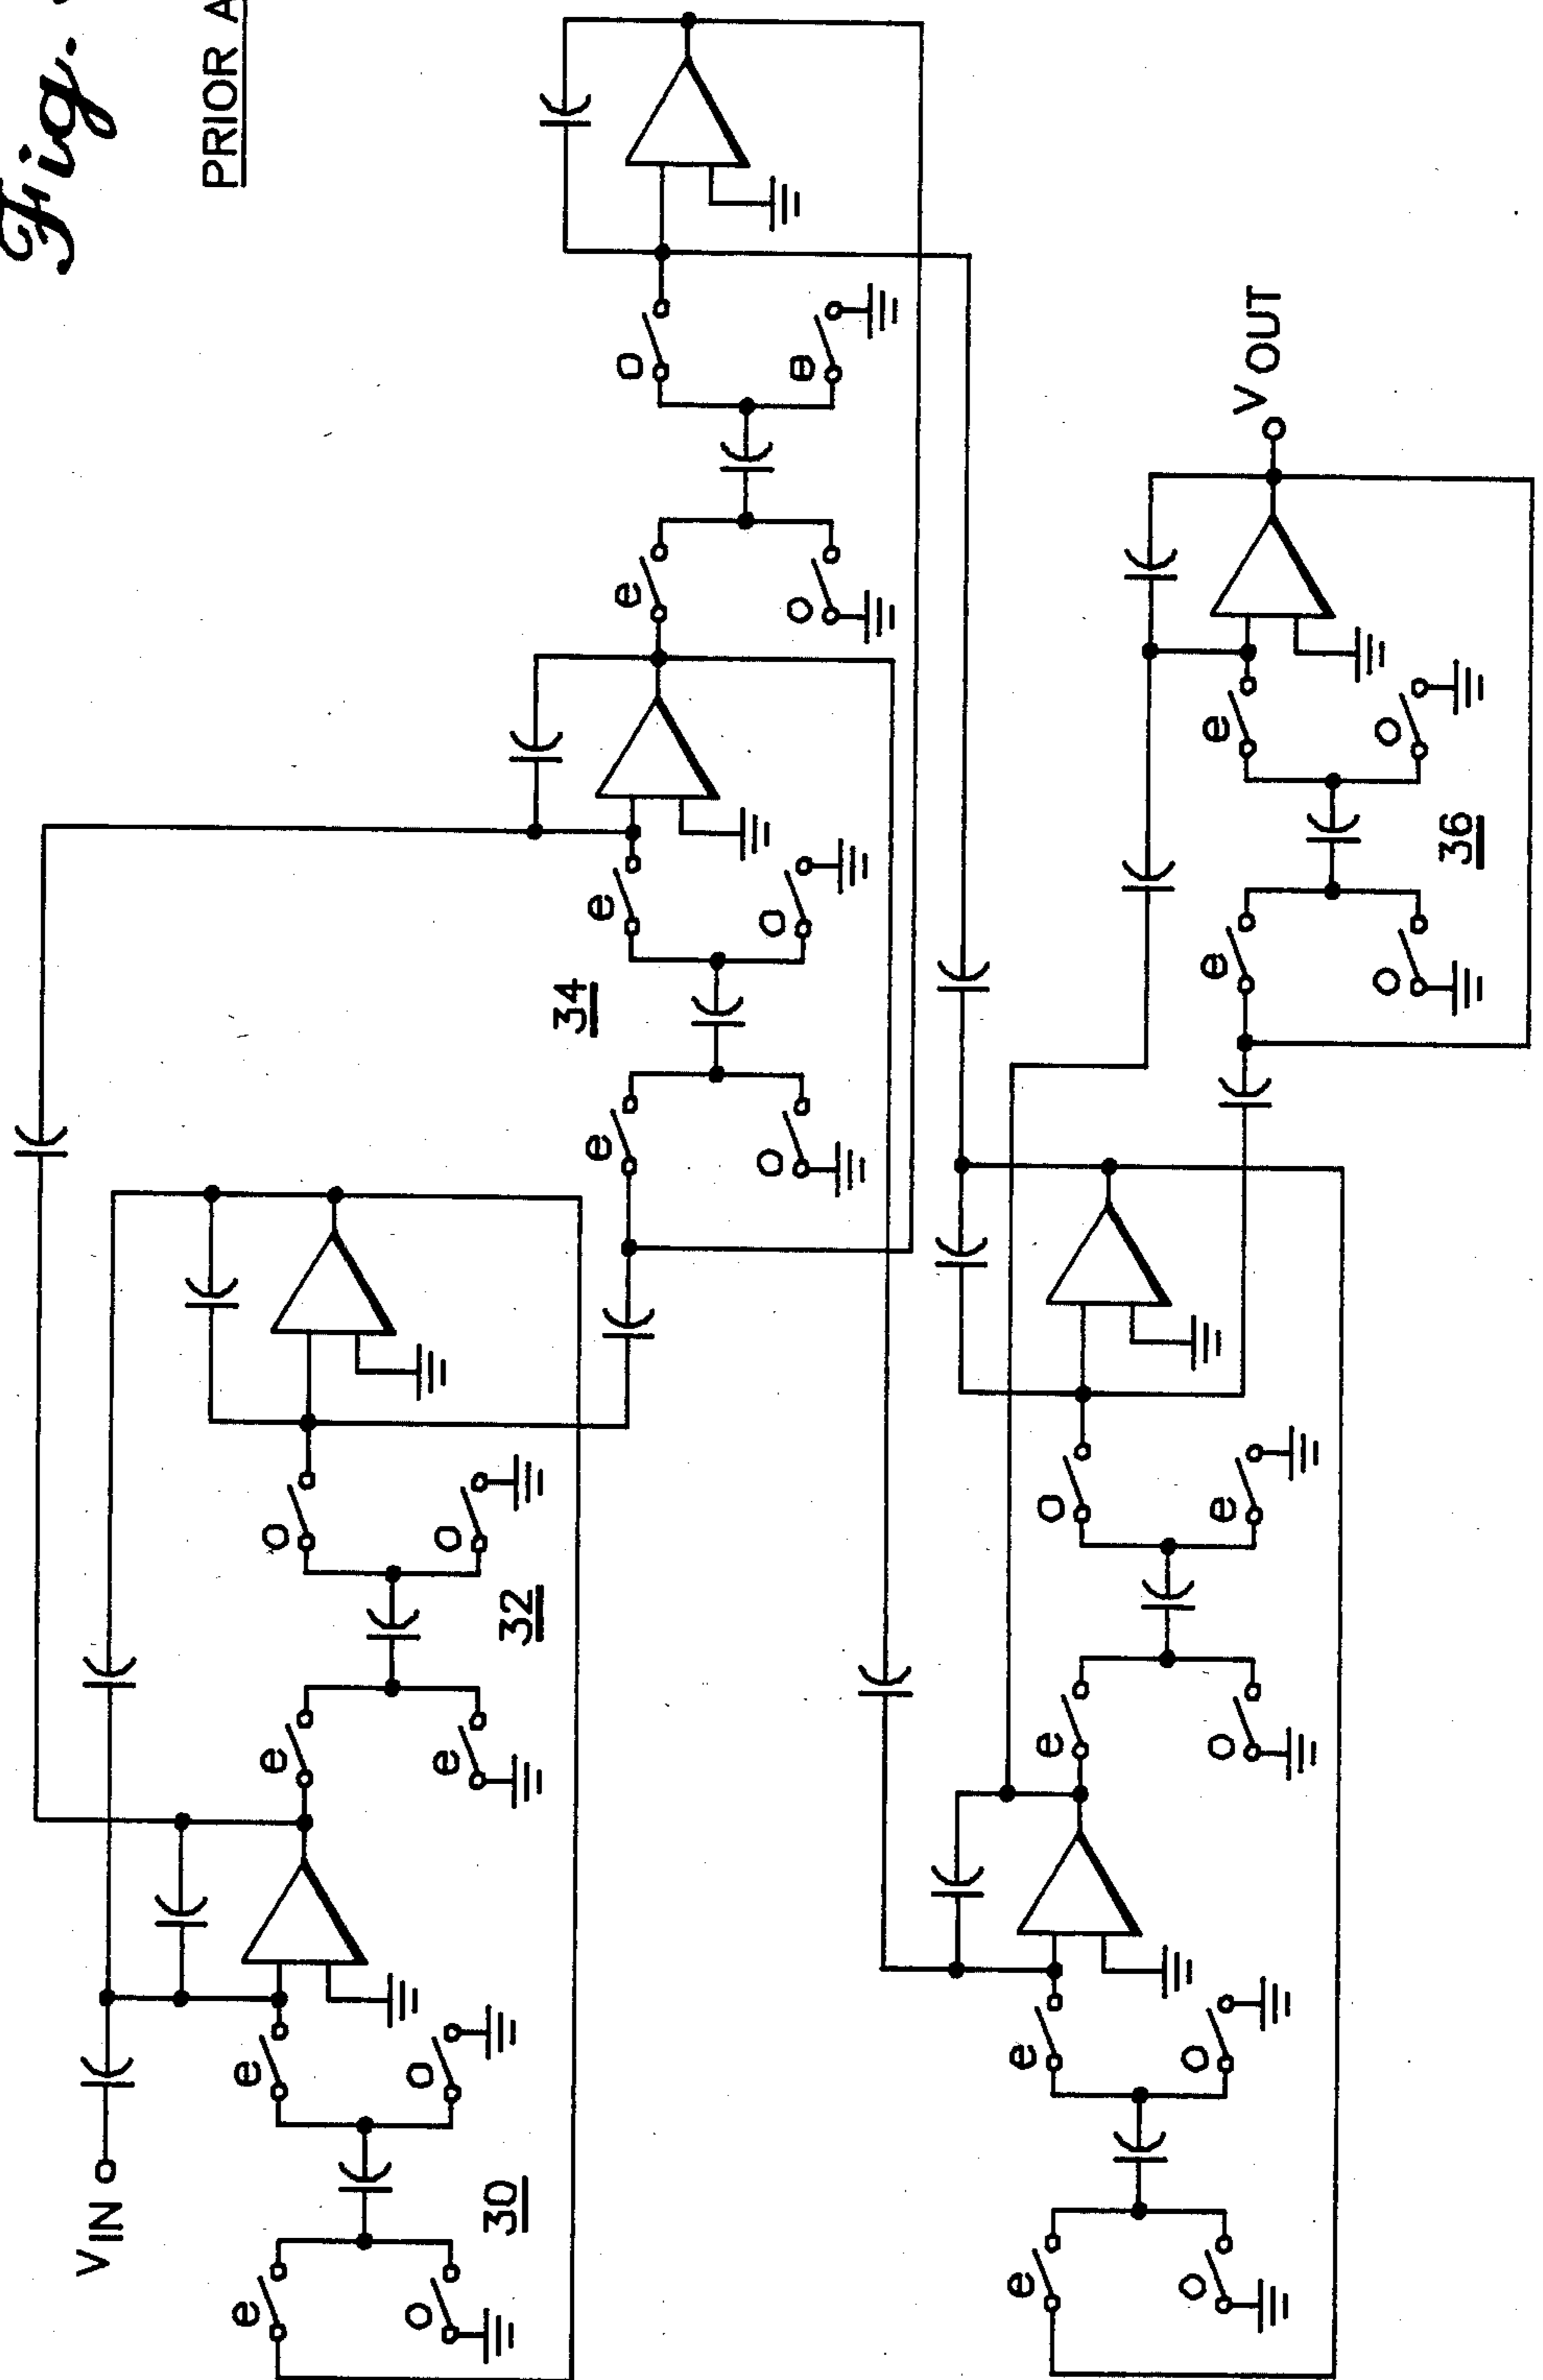 Fig.
PRIOR A
VIN
e e e o
o o e o
30 32
34
e e e o
o o o e
e e e o
o o o e
e e
VOUT
o o
36